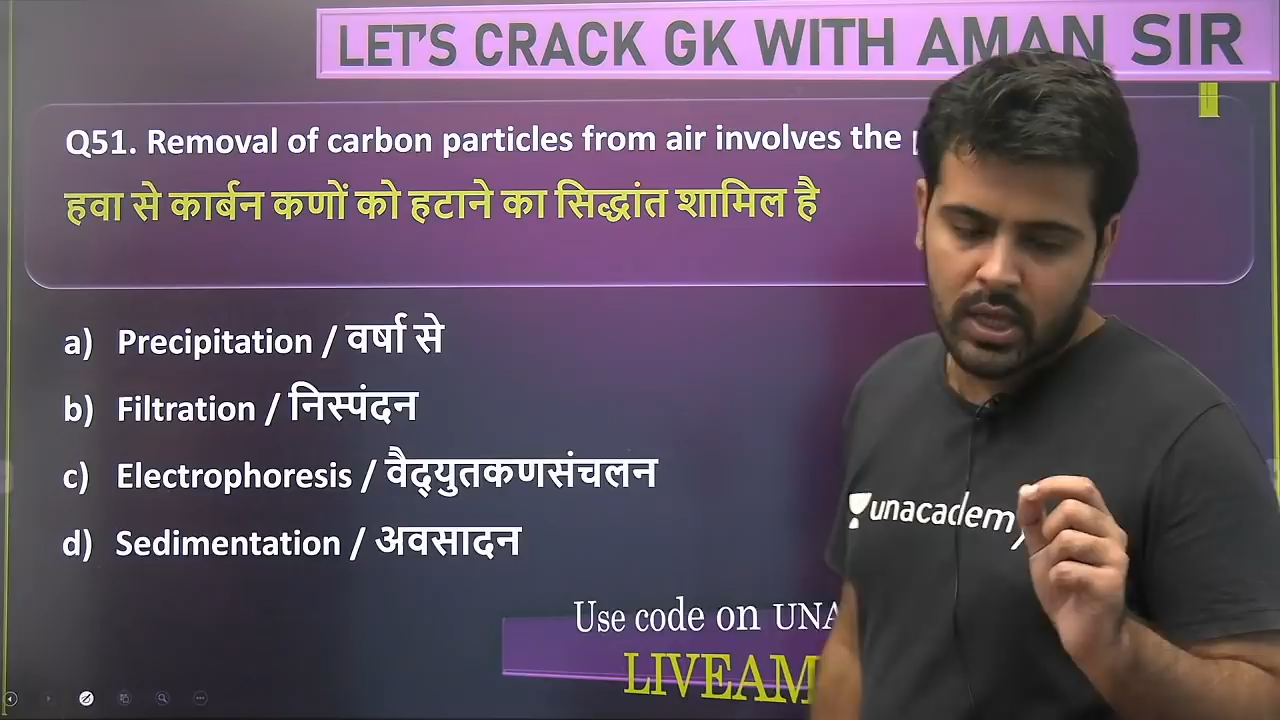 LET'S CRACK GK WITH AMAN SIR
Q51. Removal of carbon particles from air involves the
हवा से कार्बन कणों को हटाने का सिद्धांत शामिल है
a) Precipitation / वर्षा से
b) Filtration / निस्पंदन
c) Electrophoresis / वैद्युतकणसंचलन
d) Sedimentation / अवसादन
unacademy
Use code on UNA
LIVEAM